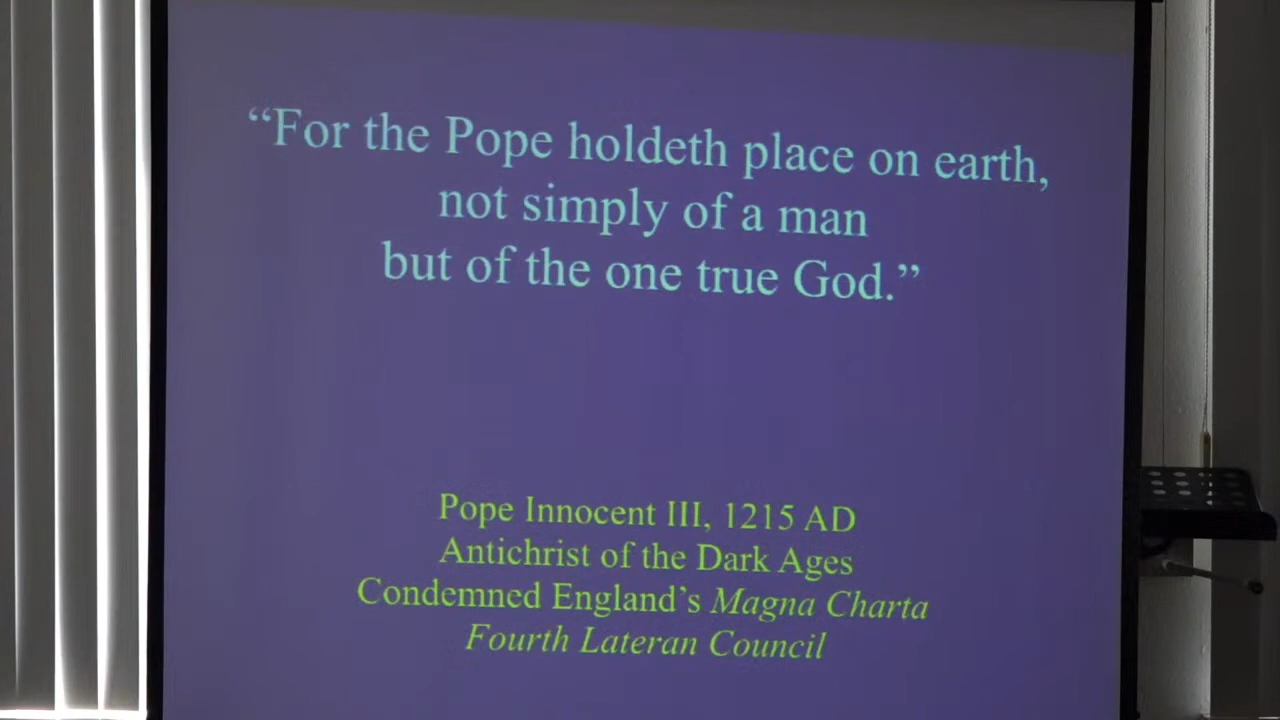 “For the Pope holdeth place on earth,
not simply of a man
but of the one true God.”
Pope Innocent III, 1215 AD
Antichrist of the Dark Ages
Condemned England’s Magna Charta
Fourth Lateran Council